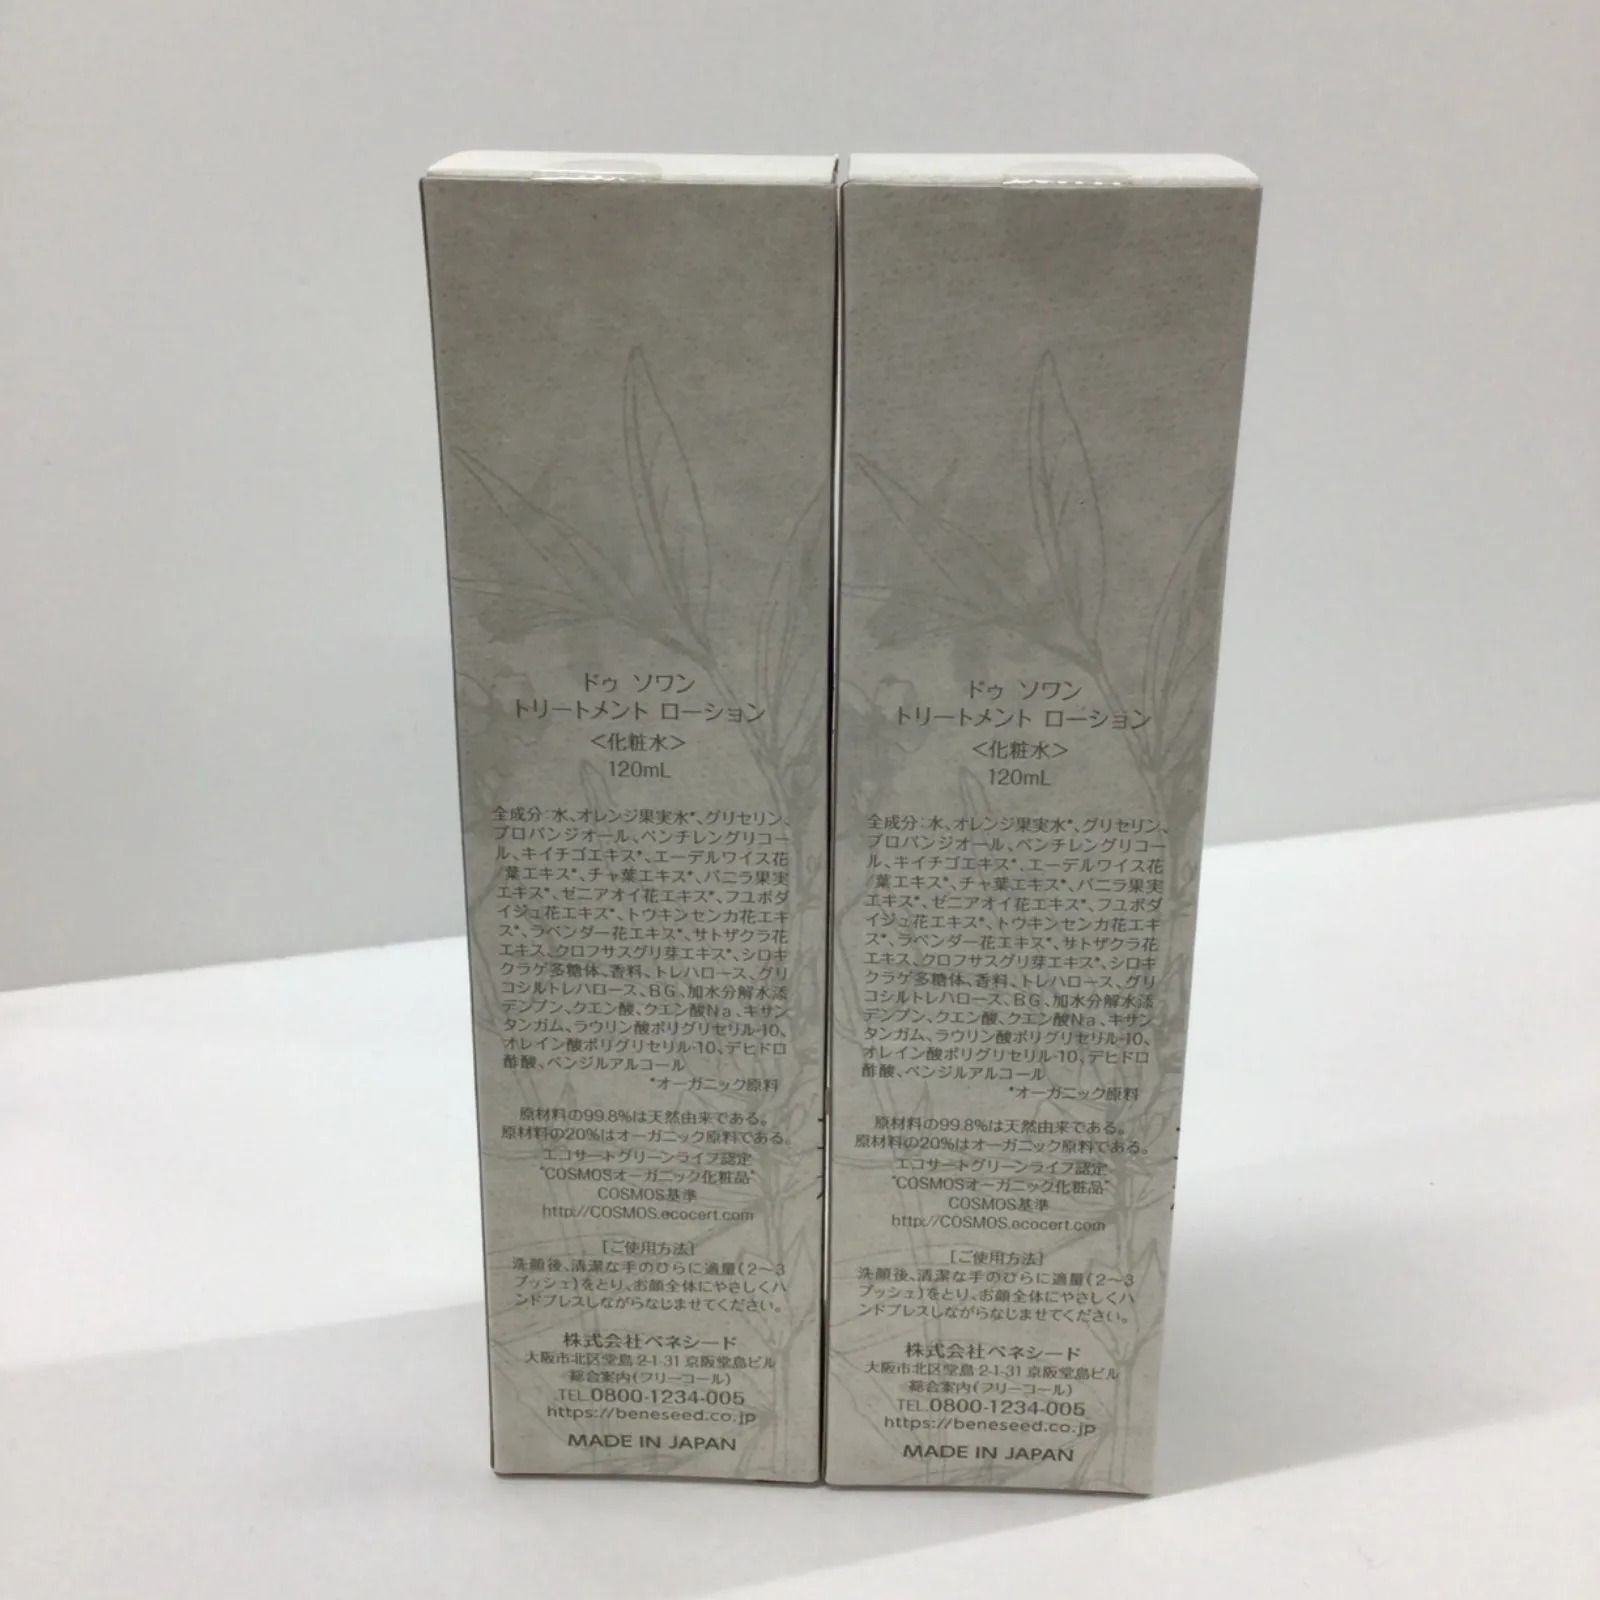 ドゥ ソワン
トリートメント ローション
<化粧水>
120mL
全成分:水、オレンジ果実水*、グリセリン、
プロパンジオール、ペンチレングリコー
ル、キイチゴエキス*、エーデルワイス花
/葉エキス*、チャ葉エキス*、バニラ果実
エキス*、ゼニアオイ花エキス*、フユボダ
イジュ花エキス*、トウキンセンカ花エキ
ス*、ラベンダー花エキス*、サトザクラ花
エキス、クロフサスグリ芽エキス*、シロキ
クラゲ多糖体、香料、トレハロース、グリ
コシルトレハロース、BG、加水分解水添
デンプン、クエン酸、クエン酸Na、キサン
タンガム、ラウリン酸ポリグリセリル-10、
オレイン酸ポリグリセリル-10、デヒドロ
酢酸、ベンジルアルコール
*オーガニック原料
原材料の99.8%は天然由来である。
原材料の20%はオーガニック原料である。
エコサートグリーンライフ認定
"COSMOSオーガニック化粧品"
COSMOS基準
http://COSMOS.ecocert.com
[ご使用方法]
洗顔後、清潔な手のひらに適量(2~3
プッシュ)をとり、お顔全体にやさしくハ
ンドプレスしながらなじませてください。
株式会社ベネシード
大阪市北区堂島 2-1-31 京阪堂島ビル
総合案内(フリーコール)
TEL.0800-1234-005
https://beneseed.co.jp
MADE IN JAPAN
ドゥ ソワン
トリートメント ローション
<化粧水>
120mL
全成分:水、オレンジ果実水*、グリセリン、
プロパンジオール、ペンチレングリコー
ル、キイチゴエキス*、エーデルワイス花
/葉エキス*、チャ葉エキス*、バニラ果実
エキス*、ゼニアオイ花エキス*、フユボダ
イジュ花エキス*、トウキンセンカ花エキ
ス*、ラベンダー花エキス*、サトザクラ花
エキス、クロフサスグリ芽エキス*、シロキ
クラゲ多糖体、香料、トレハロース、グリ
コシルトレハロース、BG、加水分解水添
デンプン、クエン酸、クエン酸Na、キサン
タンガム、ラウリン酸ポリグリセリル-10、
オレイン酸ポリグリセリル-10、デヒドロ
酢酸、ベンジルアルコール
*オーガニック原料
原材料の99.8%は天然由来である。
原材料の20%はオーガニック原料である。
エコサートグリーンライフ認定
"COSMOSオーガニック化粧品"
COSMOS基準
http://COSMOS.ecocert.com
[ご使用方法]
洗顔後、清潔な手のひらに適量(2~3
プッシュ)をとり、お顔全体にやさしくハ
ンドプレスしながらなじませてください。
株式会社ベネシード
大阪市北区堂島 2-1-31 京阪堂島ビル
総合案内(フリーコール)
TEL.0800-1234-005
https://beneseed.co.jp
MADE IN JAPAN